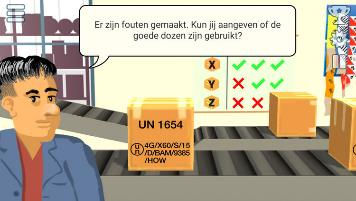 Er zijn fouten gemaakt. Kun jij aangeven of de
goede dozen zijn gebruikt?
X ✓ ✓ ✓
Y ✗ ✓ ✓
Z ✗ ✗ ✓
UN 1654
4G/X60/S/15
/D/BAM/9385
/HOW